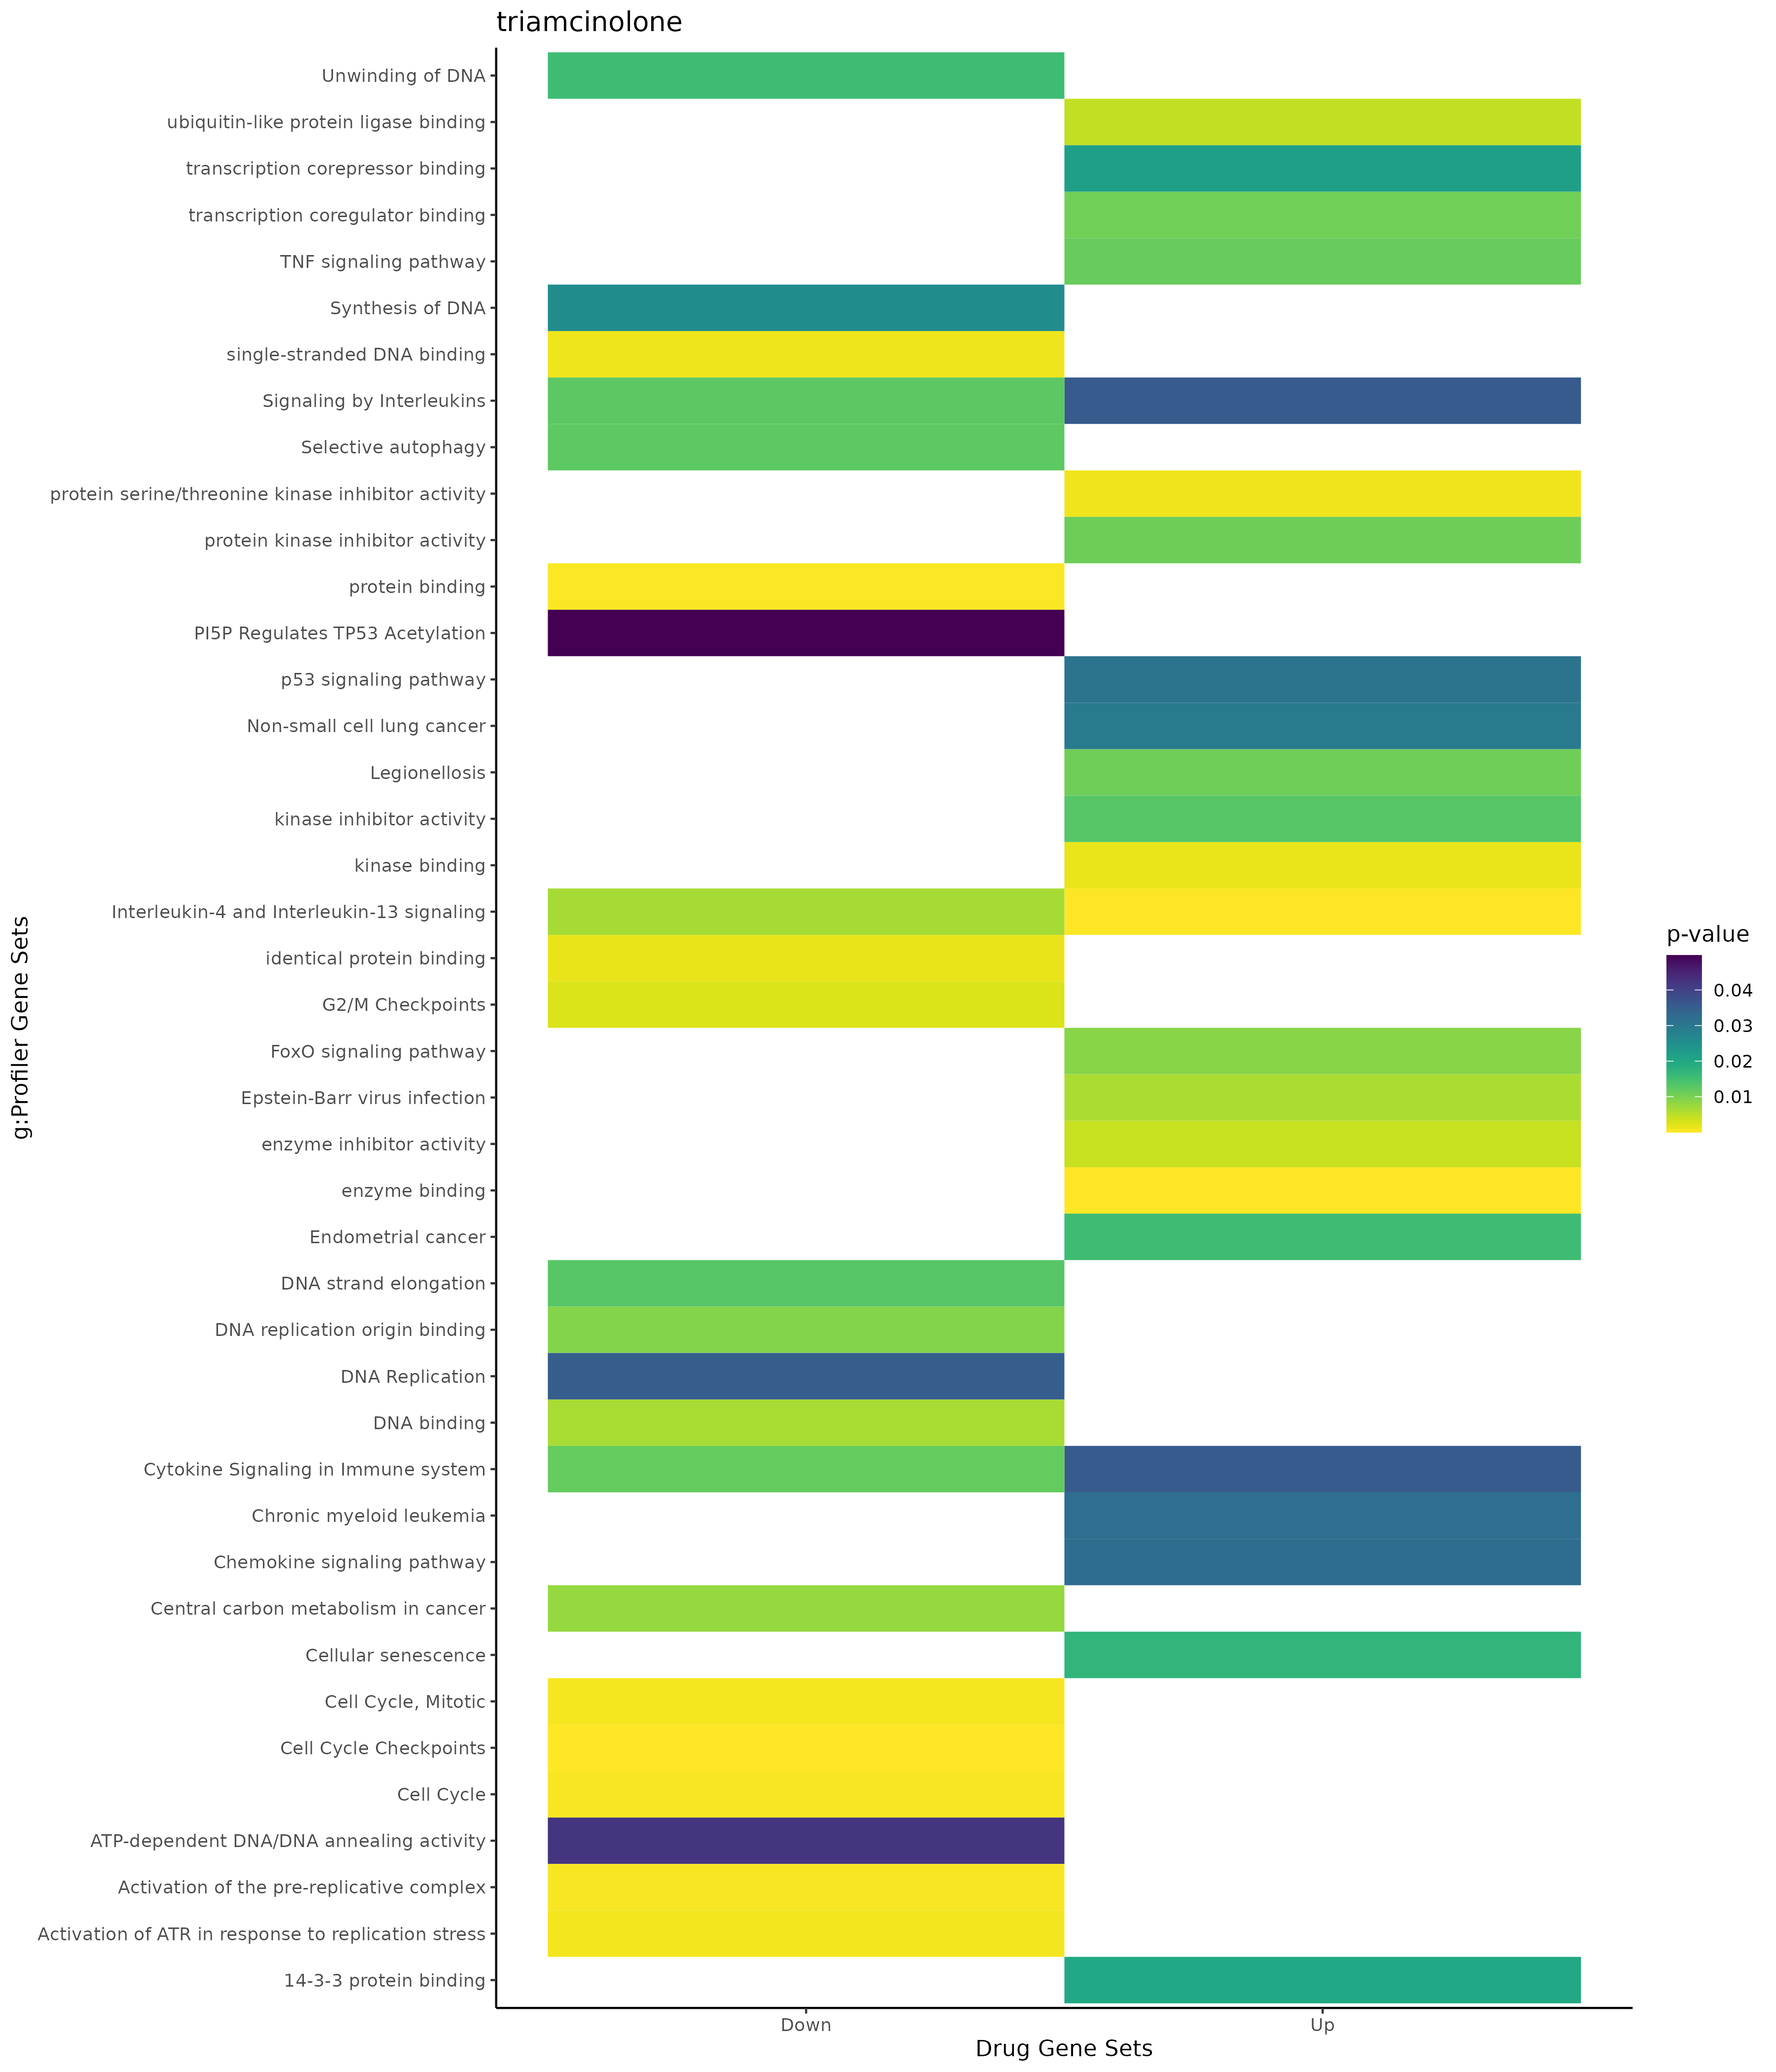 triamcinolone
Unwinding of DNA
ubiquitin-like protein ligase binding
transcription corepressor binding
transcription coregulator binding
TNF signaling pathway
Synthesis of DNA
single-stranded DNA binding
Signaling by Interleukins
Selective autophagy
protein serine/threonine kinase inhibitor activity
protein kinase inhibitor activity
protein binding
PI5P Regulates TP53 Acetylation
p53 signaling pathway
Non-small cell lung cancer
Legionellosis
kinase inhibitor activity
kinase binding
Interleukin-4 and Interleukin-13 signaling
identical protein binding
G2/M Checkpoints
FoxO signaling pathway
Epstein-Barr virus infection
enzyme inhibitor activity
enzyme binding
Endometrial cancer
DNA strand elongation
DNA replication origin binding
DNA Replication
DNA binding
Cytokine Signaling in Immune system
Chronic myeloid leukemia
Chemokine signaling pathway
Central carbon metabolism in cancer
Cellular senescence
Cell Cycle, Mitotic
Cell Cycle Checkpoints
Cell Cycle
ATP-dependent DNA/DNA annealing activity
Activation of the pre-replicative complex
Activation of ATR in response to replication stress
14-3-3 protein binding
g:Profiler Gene Sets
Down
Up
Drug Gene Sets
p-value
0.04
0.03
0.02
0.01